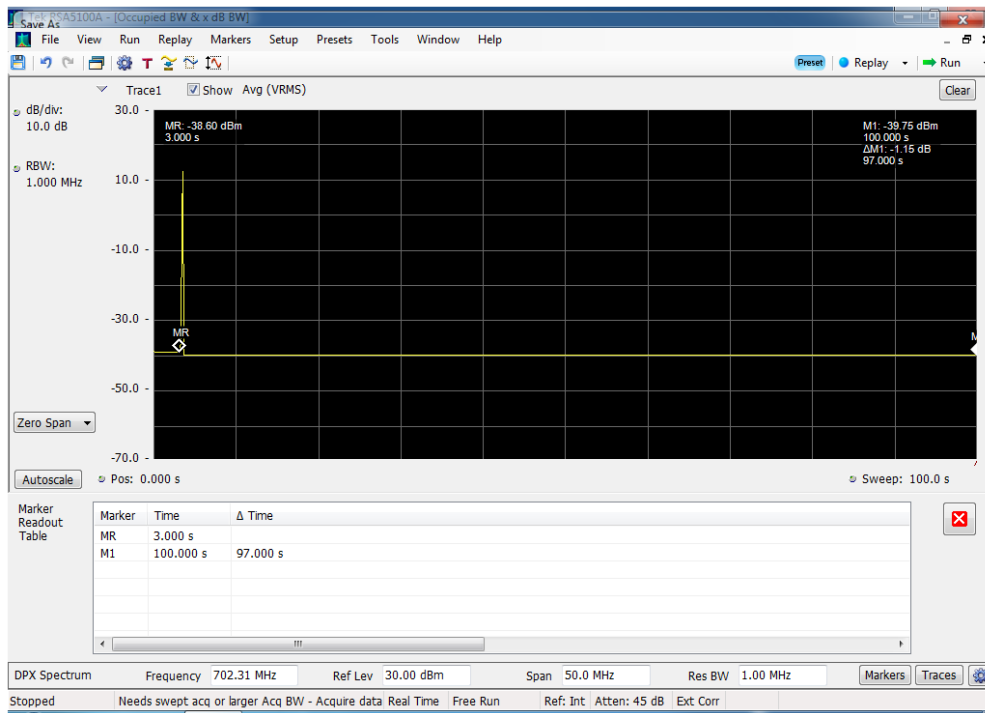 Tek RSA5100A - [Occupied BW & x dB BW]
Save As
File View Run Replay Markers Setup Presets Tools Window Help
T Preset Replay Run
Trace1 Show Avg (VRMS) Clear
dB/div:
10.0 dB
RBW:
1.000 MHz
30.0
10.0
-10.0
-30.0
-50.0
-70.0
MR: -38.60 dBm
3.000 s
M1: -39.75 dBm
100.000 s
ΔM1: -1.15 dB
97.000 s
MR
Zero Span
Autoscale Pos: 0.000 s Sweep: 100.0 s
Marker
Readout
Table
Marker Time Δ Time
MR 3.000 s
M1 100.000 s 97.000 s
DPX Spectrum Frequency 702.31 MHz Ref Lev 30.00 dBm Span 50.0 MHz Res BW 1.00 MHz Markers Traces
Stopped Needs swept acq or larger Acq BW - Acquire data Real Time Free Run Ref: Int Atten: 45 dB Ext Corr